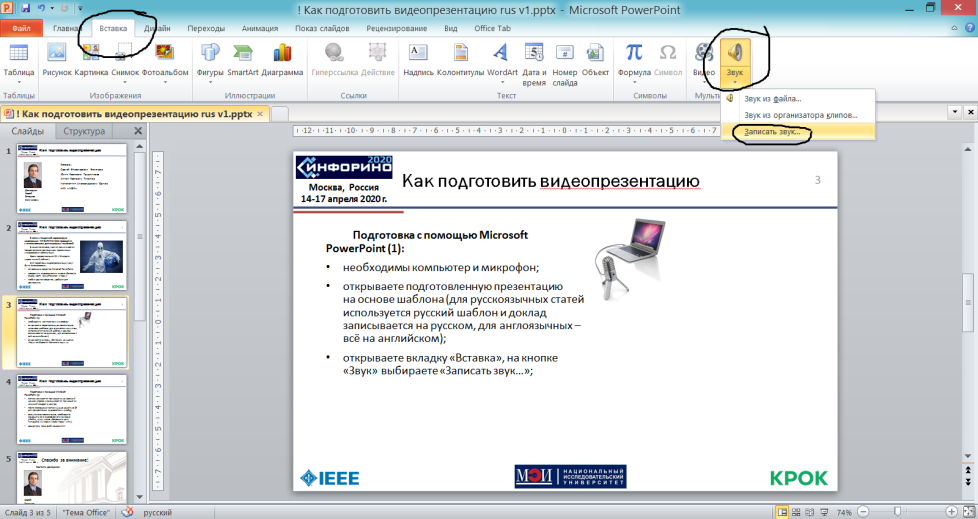 ! Как подготовить видеопрезентацию rus v1.pptx - Microsoft PowerPoint
Файл Главная Вставка Дизайн Переходы Анимация Показ слайдов Рецензирование Вид Office Tab
Таблица Рисунок Картинка Снимок Фотоальбом Фигуры SmartArt Диаграмма Гиперссылка Действие Надпись Колонтитулы WordArt Дата и время Номер слайда Объект Формула Символ Видео Звук
Таблицы Изображения Иллюстрации Ссылки Текст Символы Мульти
Звук из файла...
Звук из организатора клипов...
Записать звук...
! Как подготовить видеопрезентацию rus v1.pptx
Слайды Структура
1
2
3
4
5
Спасибо за внимание!
ИНФОРИНО 2020
Москва, Россия
14-17 апреля 2020 г.
Как подготовить видеопрезентацию
3
Подготовка с помощью Microsoft
PowerPoint (1):
• необходимы компьютер и микрофон;
• открываете подготовленную презентацию
на основе шаблона (для русскоязычных статей
используется русский шаблон и доклад
записывается на русском, для англоязычных –
всё на английском);
• открываете вкладку «Вставка», на кнопке
«Звук» выбираете «Записать звук...»;
IEEE
МЭИ
НАЦИОНАЛЬНЫЙ
ИССЛЕДОВАТЕЛЬСКИЙ
УНИВЕРСИТЕТ
КРОК
Слайд 3 из 5 "Тема Office" русский 74%